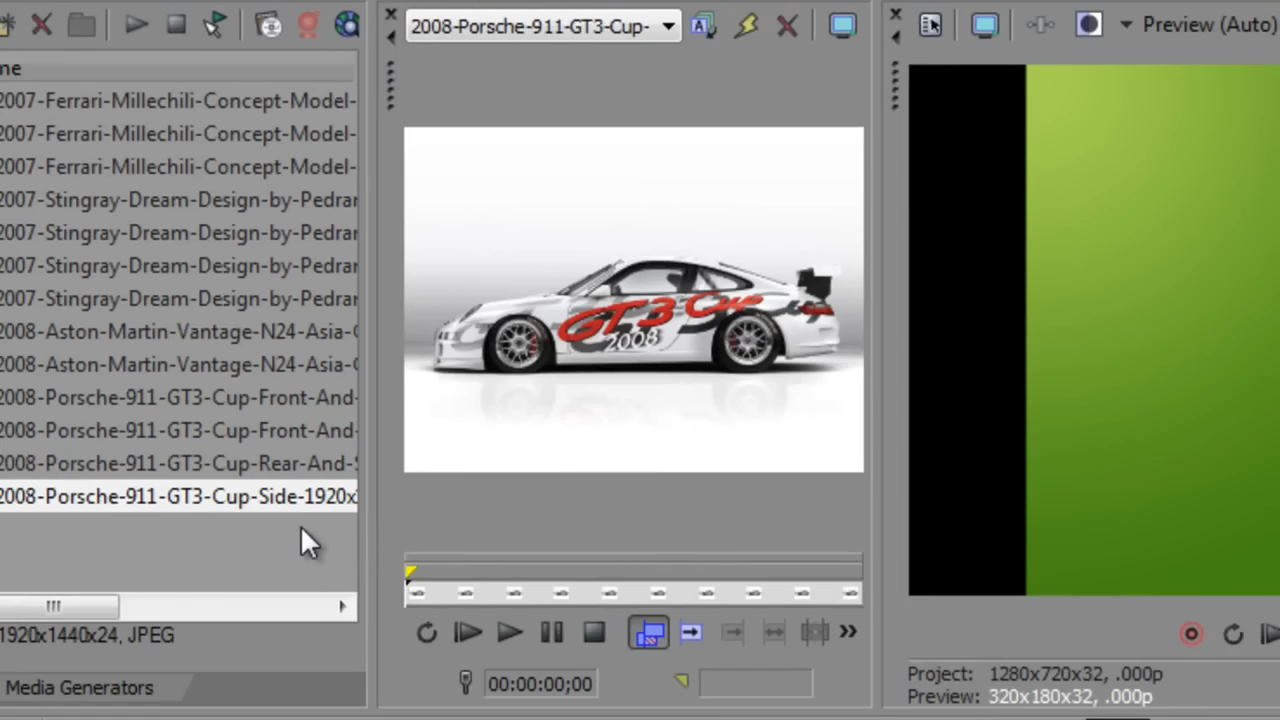 2008-Porsche-911-GT3-Cup-
Preview (Auto)
me
2007-Ferrari-Millechili-Concept-Model-
2007-Ferrari-Millechili-Concept-Model-
2007-Ferrari-Millechili-Concept-Model-
2007-Stingray-Dream-Design-by-Pedrar
2007-Stingray-Dream-Design-by-Pedrar
2007-Stingray-Dream-Design-by-Pedrar
2007-Stingray-Dream-Design-by-Pedrar
2008-Aston-Martin-Vantage-N24-Asia-C
2008-Aston-Martin-Vantage-N24-Asia-C
2008-Porsche-911-GT3-Cup-Front-And-
2008-Porsche-911-GT3-Cup-Front-And-
2008-Porsche-911-GT3-Cup-Rear-And-S
2008-Porsche-911-GT3-Cup-Side-1920x
1920x1440x24, JPEG
Media Generators
GT3 Cup
2008
00:00:00;00
Project: 1280x720x32, .000p
Preview: 320x180x32, .000p